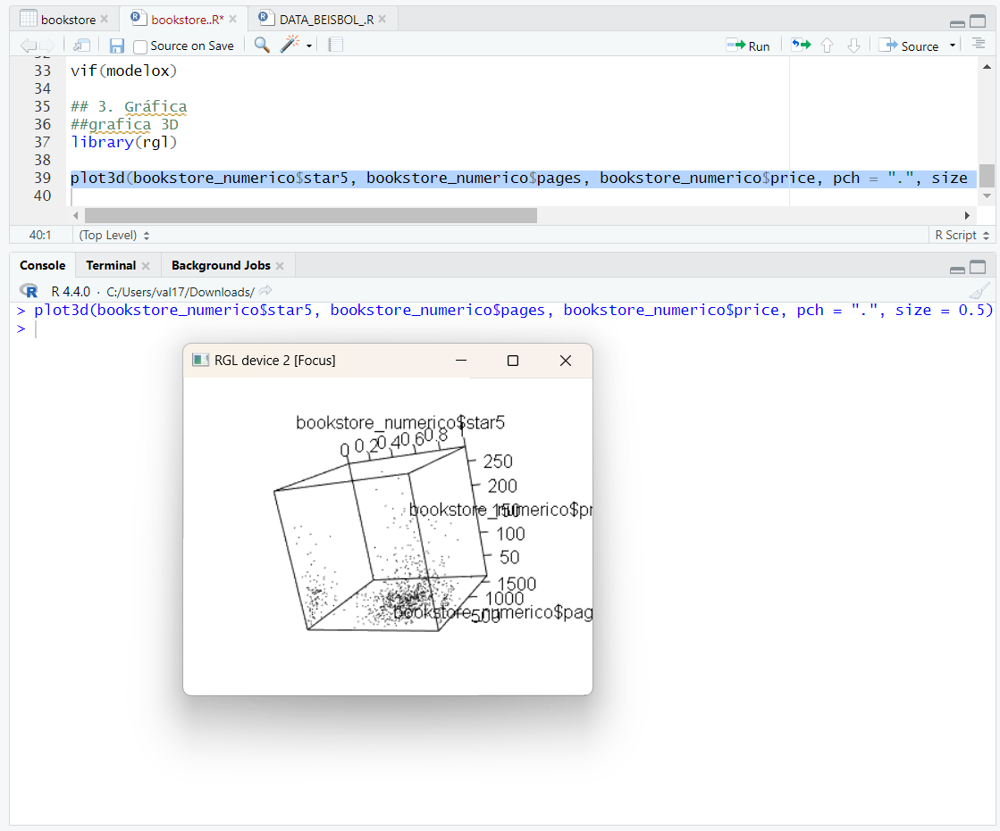 bookstore bookstore..R* DATA_BEISBOL_.R
Source on Save Run Source
33 vif(modelox)
34
35 ## 3. Gráfica
36 ##grafica 3D
37 library(rgl)
38
39 plot3d(bookstore_numerico$star5, bookstore_numerico$pages, bookstore_numerico$price, pch = ".", size
40
40:1 (Top Level) R Script
Console Terminal Background Jobs
R R 4.4.0 · C:/Users/val17/Downloads/
> plot3d(bookstore_numerico$star5, bookstore_numerico$pages, bookstore_numerico$price, pch = ".", size = 0.5)
>
RGL device 2 [Focus]
bookstore_numerico$star5
0 0.2 0.4 0.6 0.8 1
250
200
bookstore_numerico$pr
150
100
50
1500
1000
bookstore_numerico$pag
500